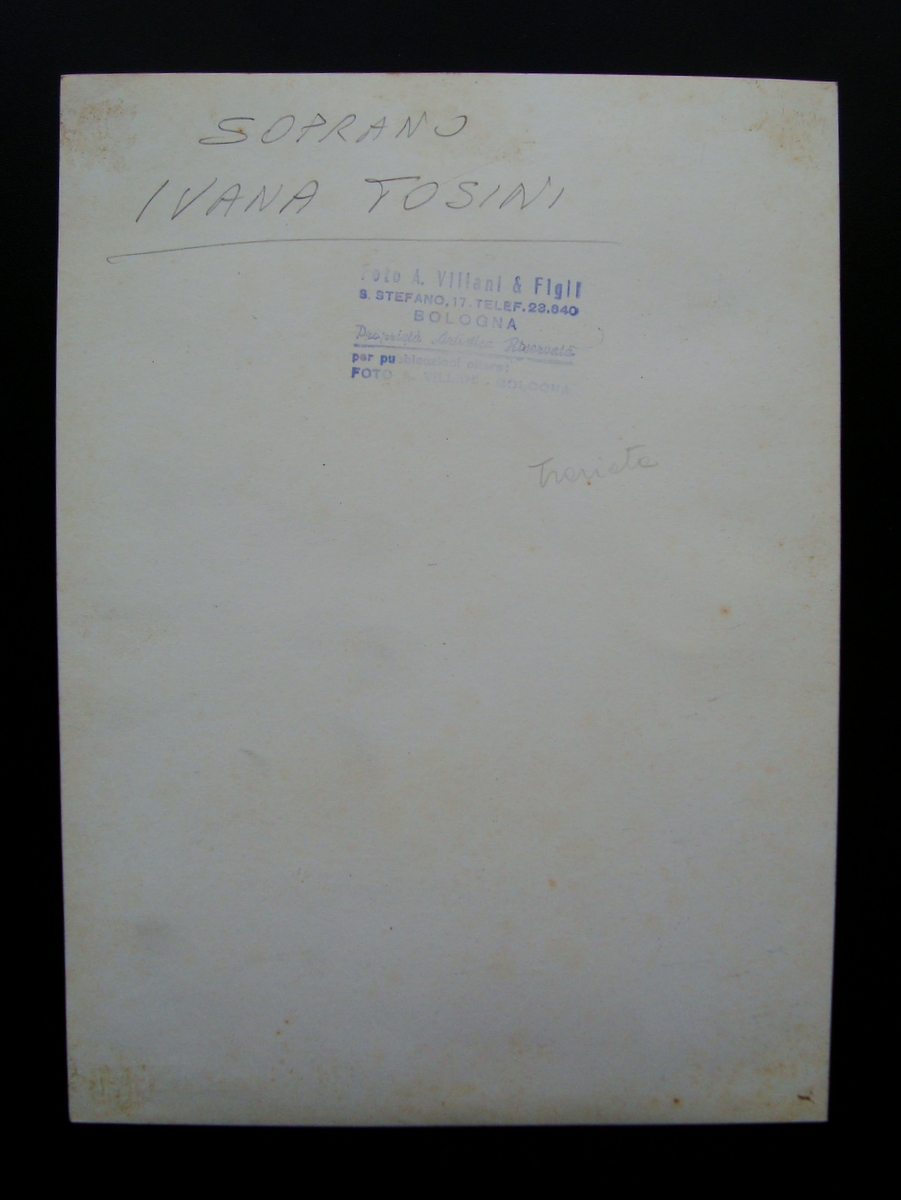 SOPRANO
IVANA TOSINI
Foto A. Villani & Figli
S. STEFANO, 17 - TELEF. 23.840
BOLOGNA
Proprietà Artistica Riservata
per pubblicazioni citare:
FOTO A. VILLANI - BOLOGNA
Traviata